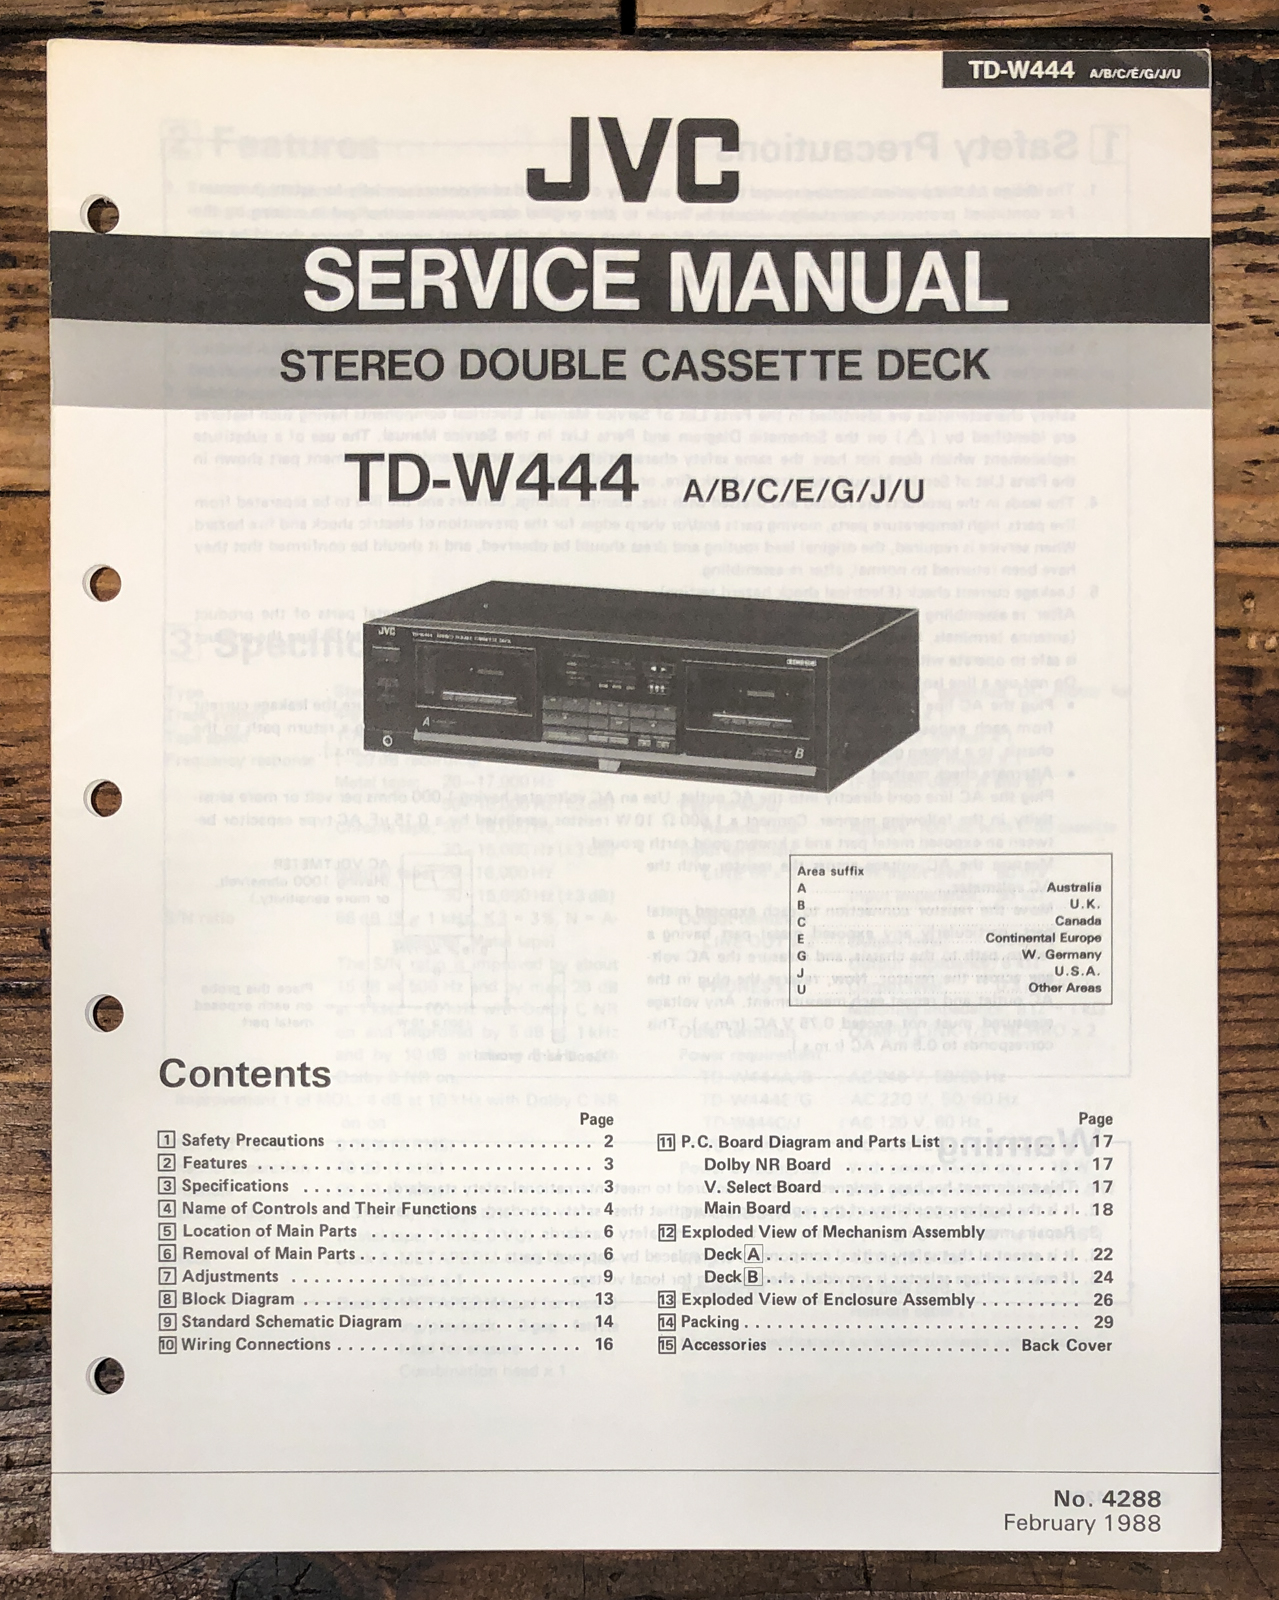 TD-W444 A/B/C/E/G/J/U
JVC
SERVICE MANUAL
STEREO DOUBLE CASSETTE DECK
TD-W444 A/B/C/E/G/J/U
JVC
A
B
Area suffix
A Australia
B U.K.
C Canada
E Continental Europe
G W. Germany
J U.S.A.
U Other Areas
Contents
Page
1 Safety Precautions 2
2 Features 3
3 Specifications 3
4 Name of Controls and Their Functions 4
5 Location of Main Parts 6
6 Removal of Main Parts 6
7 Adjustments 9
8 Block Diagram 13
9 Standard Schematic Diagram 14
10 Wiring Connections 16
Page
11 P.C. Board Diagram and Parts List 17
Dolby NR Board 17
V. Select Board 17
Main Board 18
12 Exploded View of Mechanism Assembly
Deck A 22
Deck B 24
13 Exploded View of Enclosure Assembly 26
14 Packing 29
15 Accessories Back Cover
No. 4288
February 1988